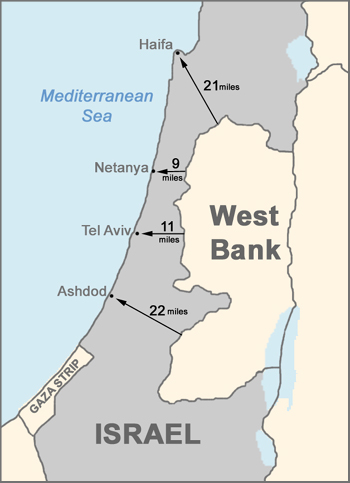 Haifa
21 miles
Mediterranean
Sea
Netanya
9
miles
West
Bank
Tel Aviv
11
miles
Ashdod
22 miles
GAZA STRIP
ISRAEL